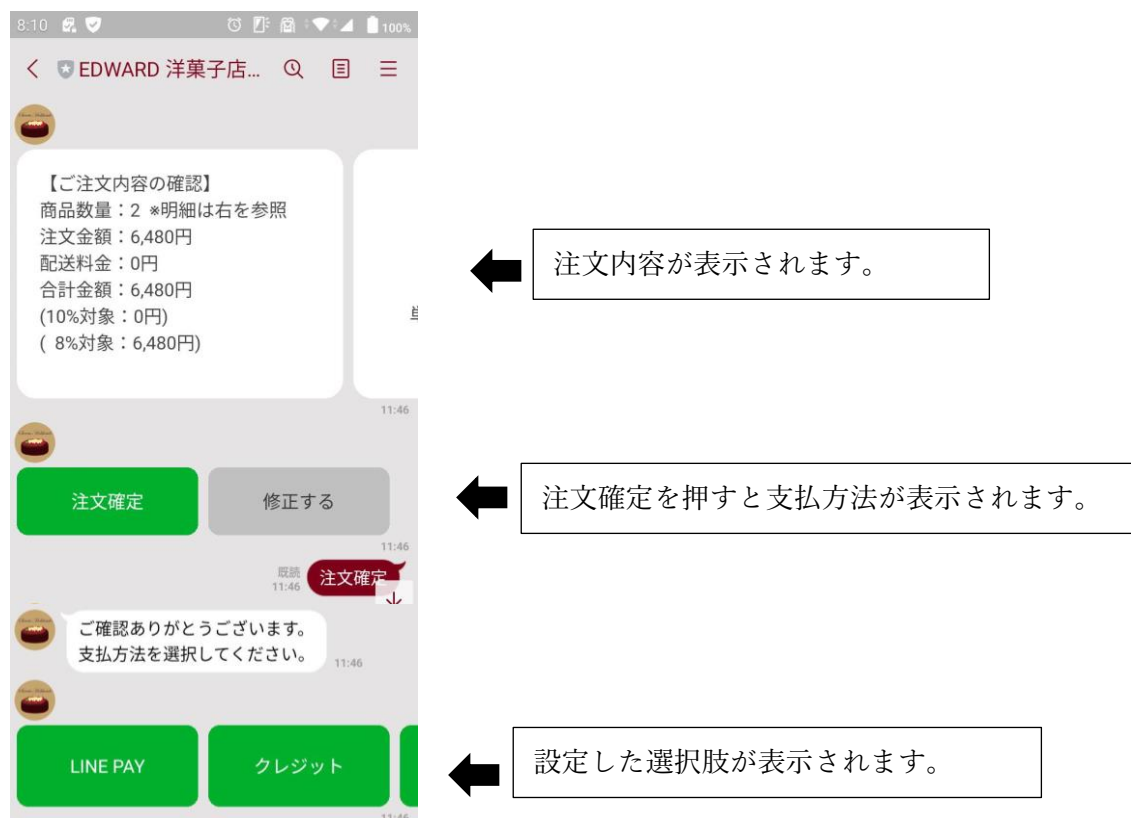 8:10
100%
EDWARD 洋菓子店...
【ご注文内容の確認】
商品数量：2 ※明細は右を参照
注文金額：6,480円
配送料金：0円
合計金額：6,480円
(10%対象：0円)
( 8%対象：6,480円)
注文内容が表示されます。
11:46
注文確定
修正する
注文確定を押すと支払方法が表示されます。
11:46
既読
11:46
注文確定
ご確認ありがとうございます。
支払方法を選択してください。
11:46
LINE PAY
クレジット
設定した選択肢が表示されます。